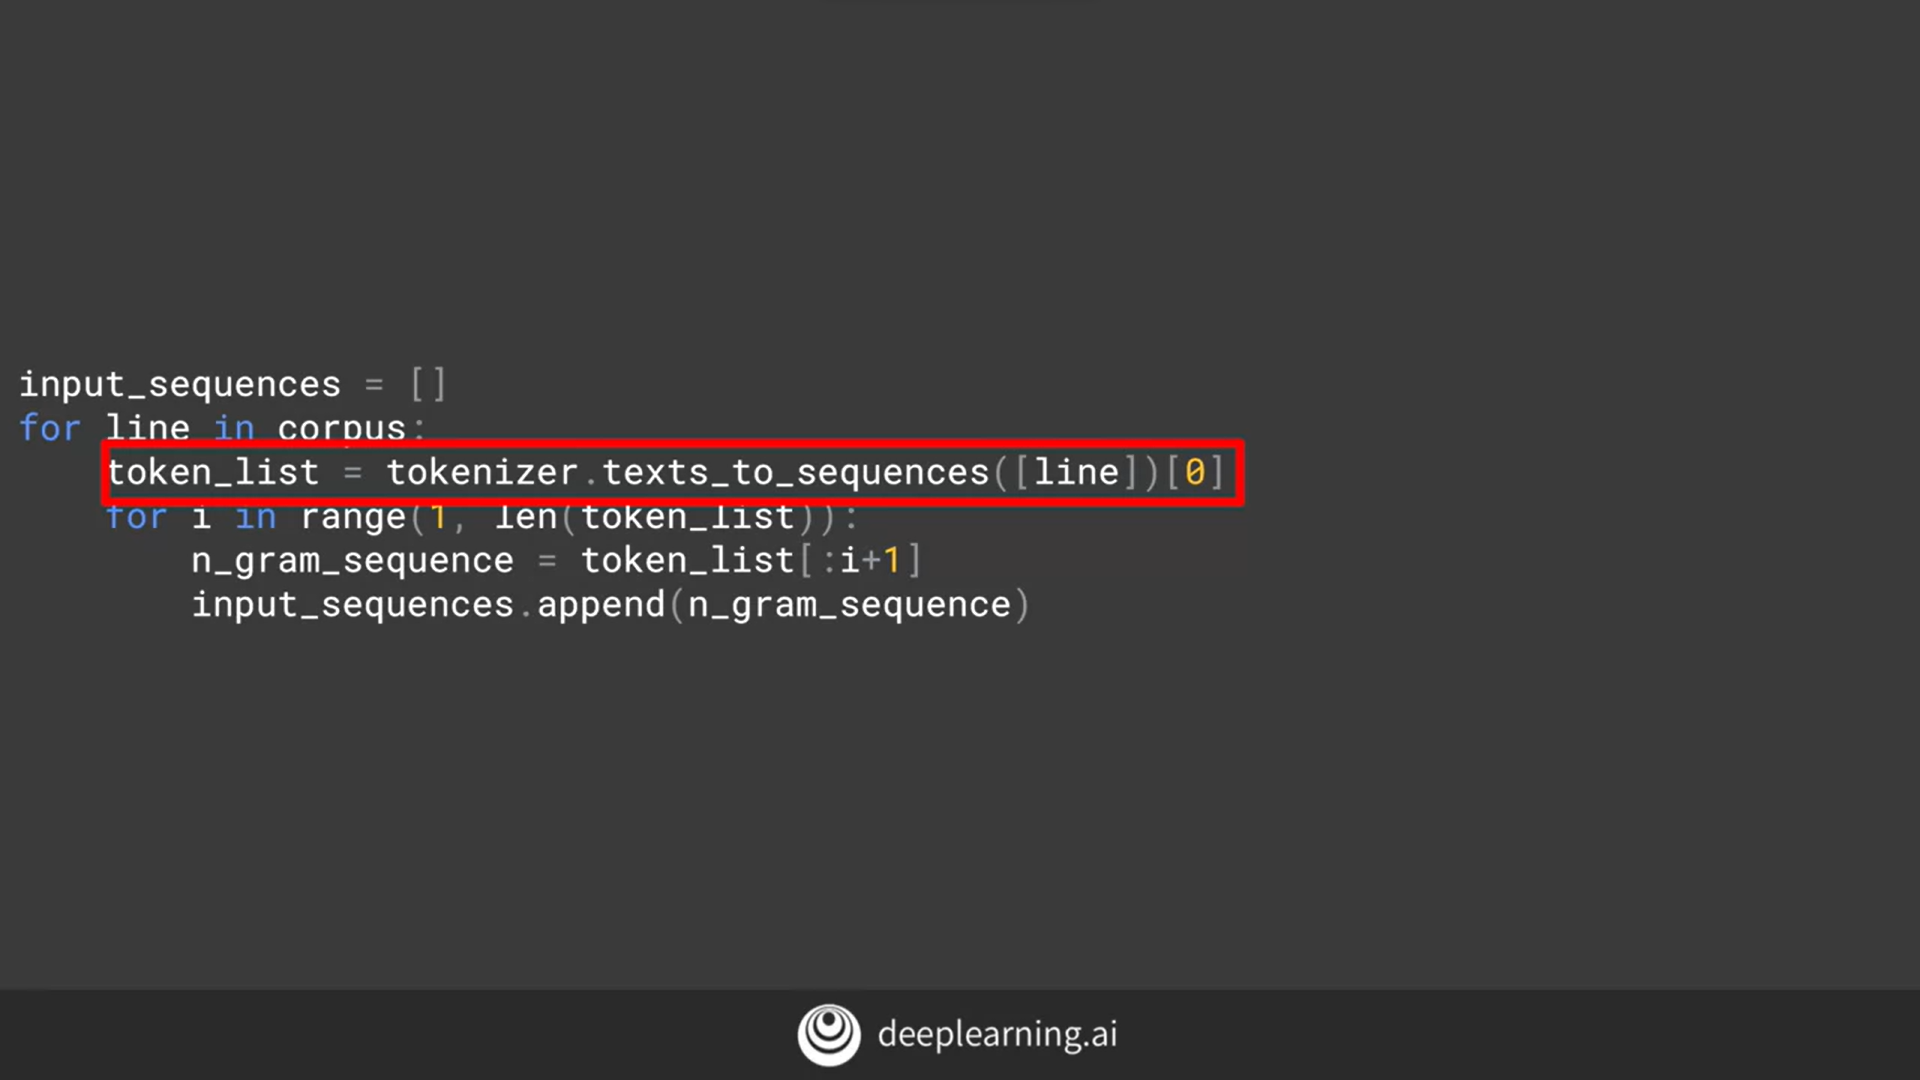 input_sequences = []
for line in corpus:
    token_list = tokenizer.texts_to_sequences([line])[0]
    for i in range(1, len(token_list)):
        n_gram_sequence = token_list[:i+1]
        input_sequences.append(n_gram_sequence)
deeplearning.ai